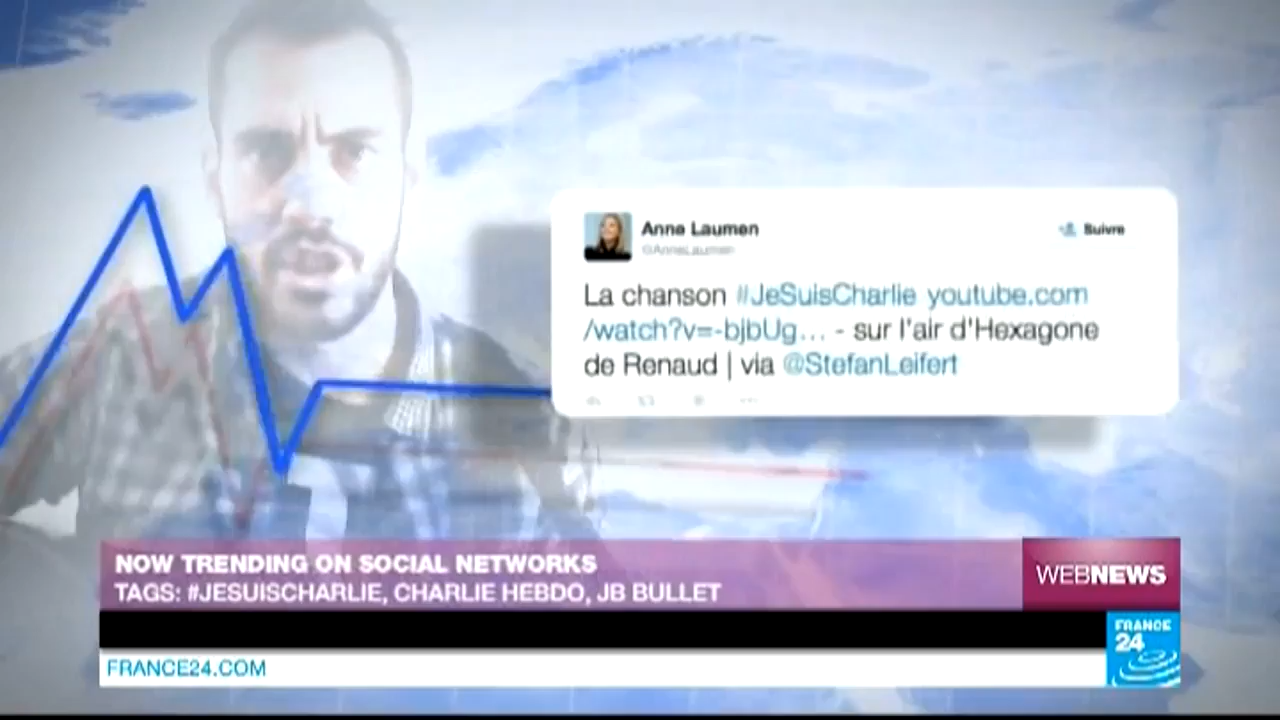 Anne Laumen
Suivre
@AnneLaumen
La chanson #JeSuisCharlie youtube.com
/watch?v=-bjbUg... - sur l'air d'Hexagone
de Renaud | via @StefanLeifert
NOW TRENDING ON SOCIAL NETWORKS
TAGS: #JESUISCHARLIE, CHARLIE HEBDO, JB BULLET
WEBNEWS
FRANCE
24
FRANCE24.COM